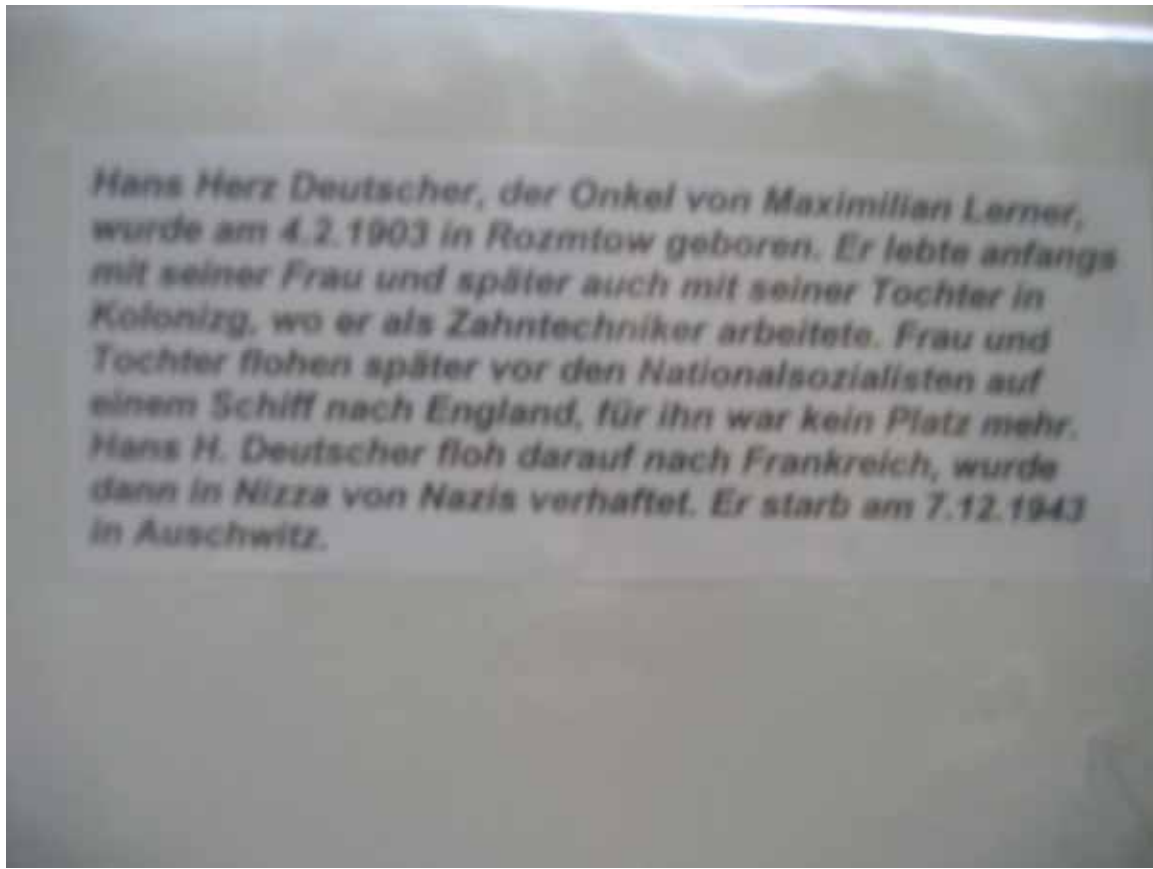 Hans Herz Deutscher, der Onkel von Maximilian Lerner,
wurde am 4.2.1903 in Rozmtow geboren. Er lebte anfangs
mit seiner Frau und später auch mit seiner Tochter in
Kolonizg, wo er als Zahntechniker arbeitete. Frau und
Tochter flohen später vor den Nationalsozialisten auf
einem Schiff nach England, für ihn war kein Platz mehr.
Hans H. Deutscher floh darauf nach Frankreich, wurde
dann in Nizza von Nazis verhaftet. Er starb am 7.12.1943
in Auschwitz.